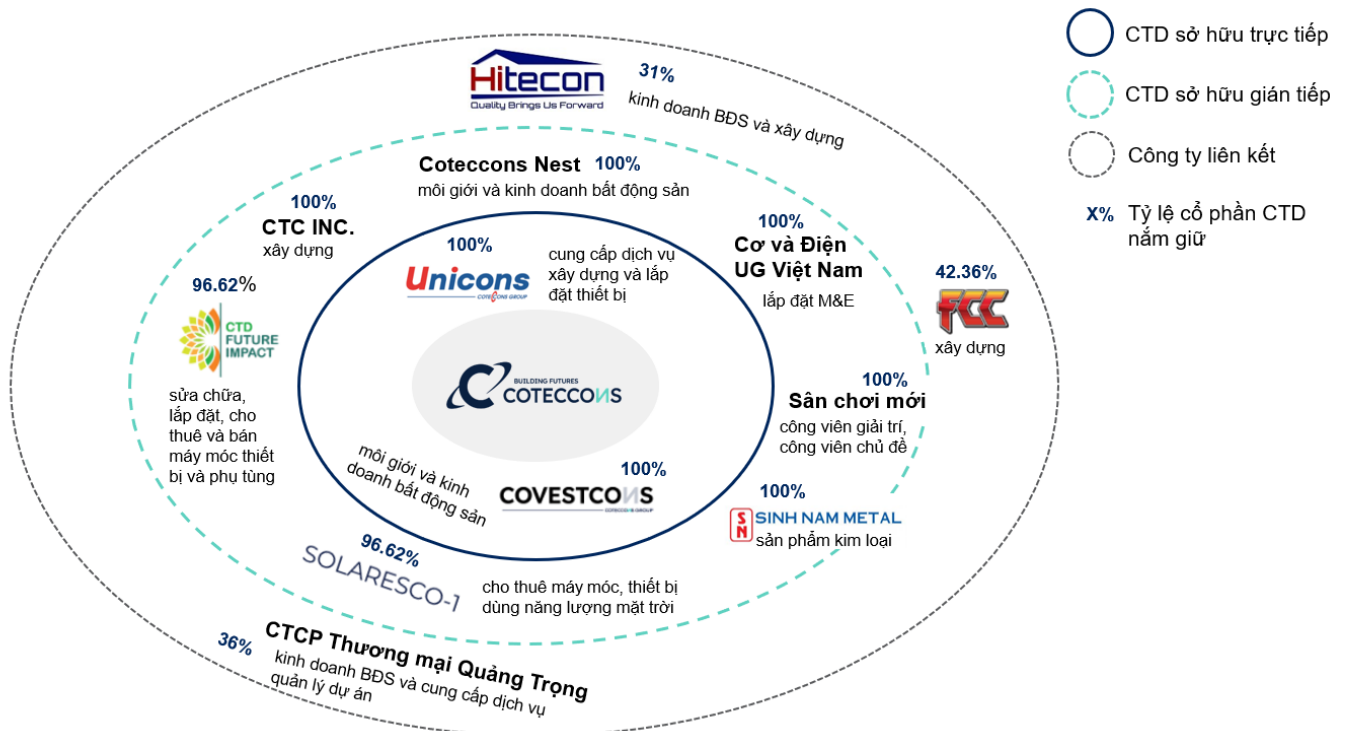 Hitecon
Quality Brings Us Forward
31%
kinh doanh BĐS và xây dựng
CTD sở hữu trực tiếp
CTD sở hữu gián tiếp
Công ty liên kết
X% Tỷ lệ cổ phần CTD
nắm giữ
Coteccons Nest 100%
môi giới và kinh doanh bất động sản
100%
CTC INC.
xây dựng
100%
Cơ và Điện
UG Việt Nam
lắp đặt M&E
100%
Unicons
COTECCONS GROUP
cung cấp dịch vụ
xây dựng và lắp
đặt thiết bị
96.62%
CTD
FUTURE
IMPACT
sửa chữa,
lắp đặt, cho
thuê và bán
máy móc thiết
bị và phụ tùng
42.36%
FCC
xây dựng
BUILDING FUTURES
COTECCONS
100%
Sân chơi mới
công viên giải trí,
công viên chủ đề
môi giới và kinh
doanh bất động sản
100%
COVESTCONS
COTECCONS GROUP
100%
SN
SINH NAM METAL
sản phẩm kim loại
96.62%
SOLARESCO-1
cho thuê máy móc, thiết bị
dùng năng lượng mặt trời
36%
CTCP Thương mại Quảng Trọng
kinh doanh BĐS và cung cấp dịch vụ
quản lý dự án